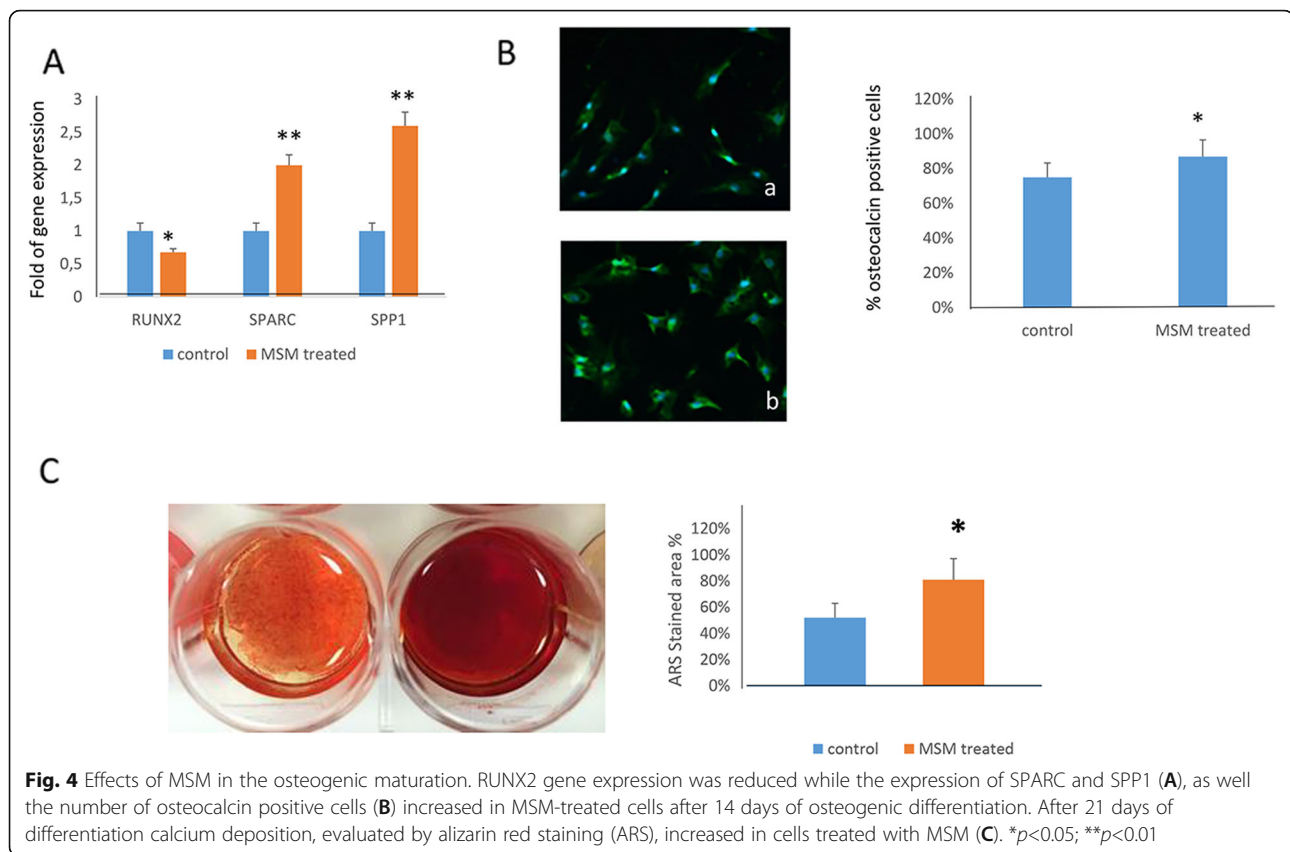 A
Fold of gene expression
3
2,5
2
1,5
1
0,5
0
*
**
**
RUNX2 SPARC SPP1
control MSM treated
B
a
b
% osteocalcin positive cells
120%
100%
80%
60%
40%
20%
0%
*
control MSM treated
C
ARS Stained area %
120%
100%
80%
60%
40%
20%
0%
*
control MSM treated
Fig. 4 Effects of MSM in the osteogenic maturation. RUNX2 gene expression was reduced while the expression of SPARC and SPP1 (A), as well
the number of osteocalcin positive cells (B) increased in MSM-treated cells after 14 days of osteogenic differentiation. After 21 days of
differentiation calcium deposition, evaluated by alizarin red staining (ARS), increased in cells treated with MSM (C). *p<0.05; **p<0.01